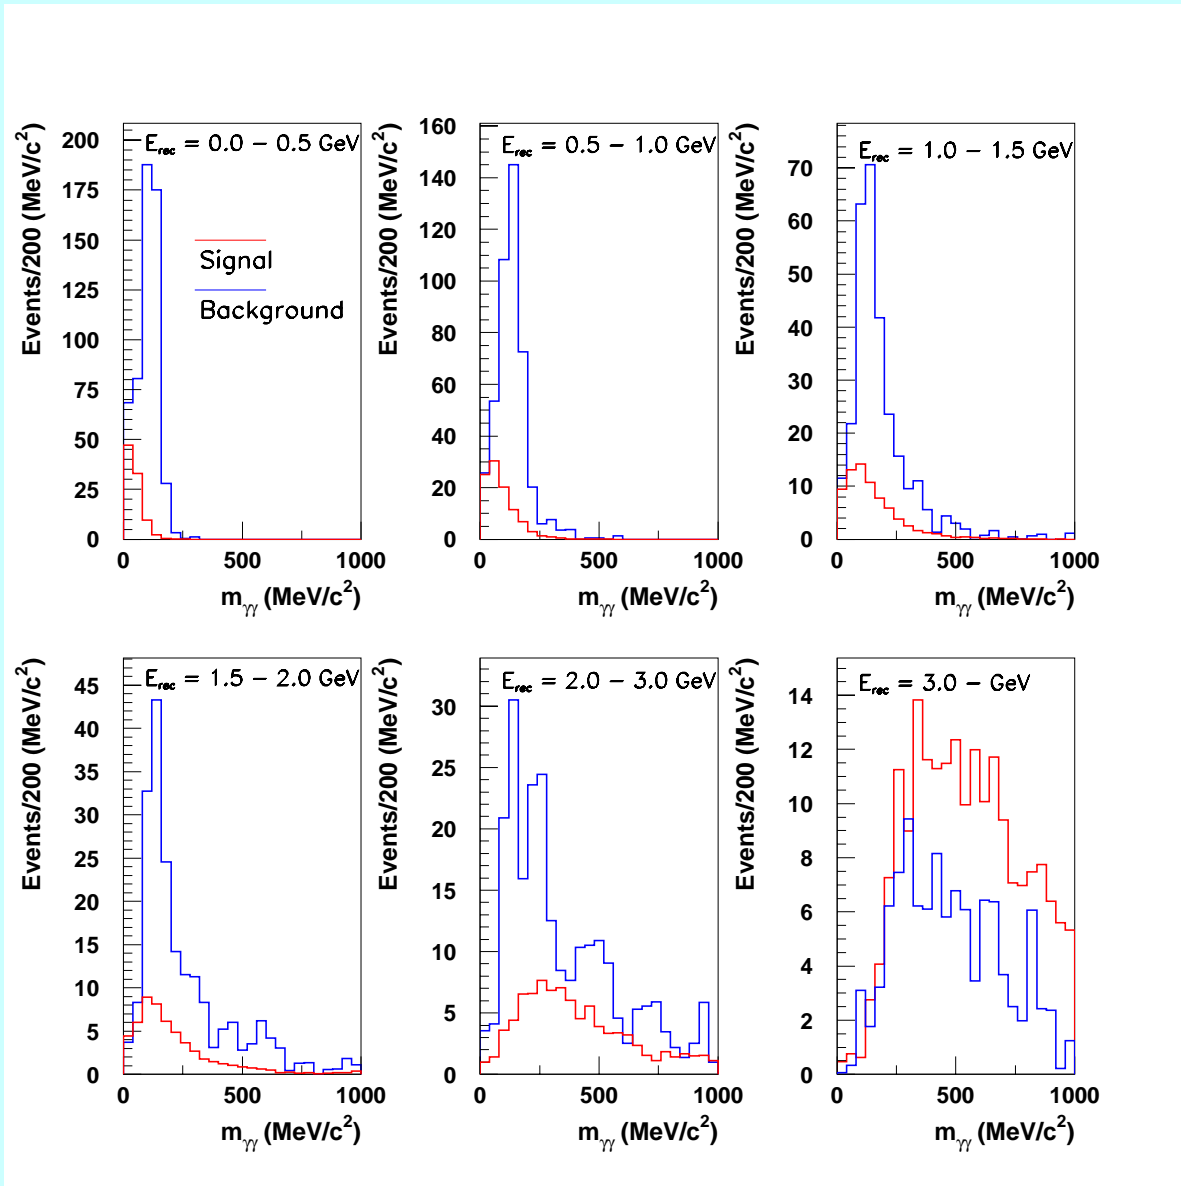 E_rec = 0.0 - 0.5 GeV
Events/200 (MeV/c²)
200
175
150
125
100
75
50
25
0
Signal
Background
0 500 1000
m_γγ (MeV/c²)
E_rec = 0.5 - 1.0 GeV
Events/200 (MeV/c²)
160
140
120
100
80
60
40
20
0
0 500 1000
m_γγ (MeV/c²)
E_rec = 1.0 - 1.5 GeV
Events/200 (MeV/c²)
70
60
50
40
30
20
10
0
0 500 1000
m_γγ (MeV/c²)
E_rec = 1.5 - 2.0 GeV
Events/200 (MeV/c²)
45
40
35
30
25
20
15
10
5
0
0 500 1000
m_γγ (MeV/c²)
E_rec = 2.0 - 3.0 GeV
Events/200 (MeV/c²)
30
25
20
15
10
5
0
0 500 1000
m_γγ (MeV/c²)
E_rec = 3.0 - GeV
Events/200 (MeV/c²)
14
12
10
8
6
4
2
0
0 500 1000
m_γγ (MeV/c²)